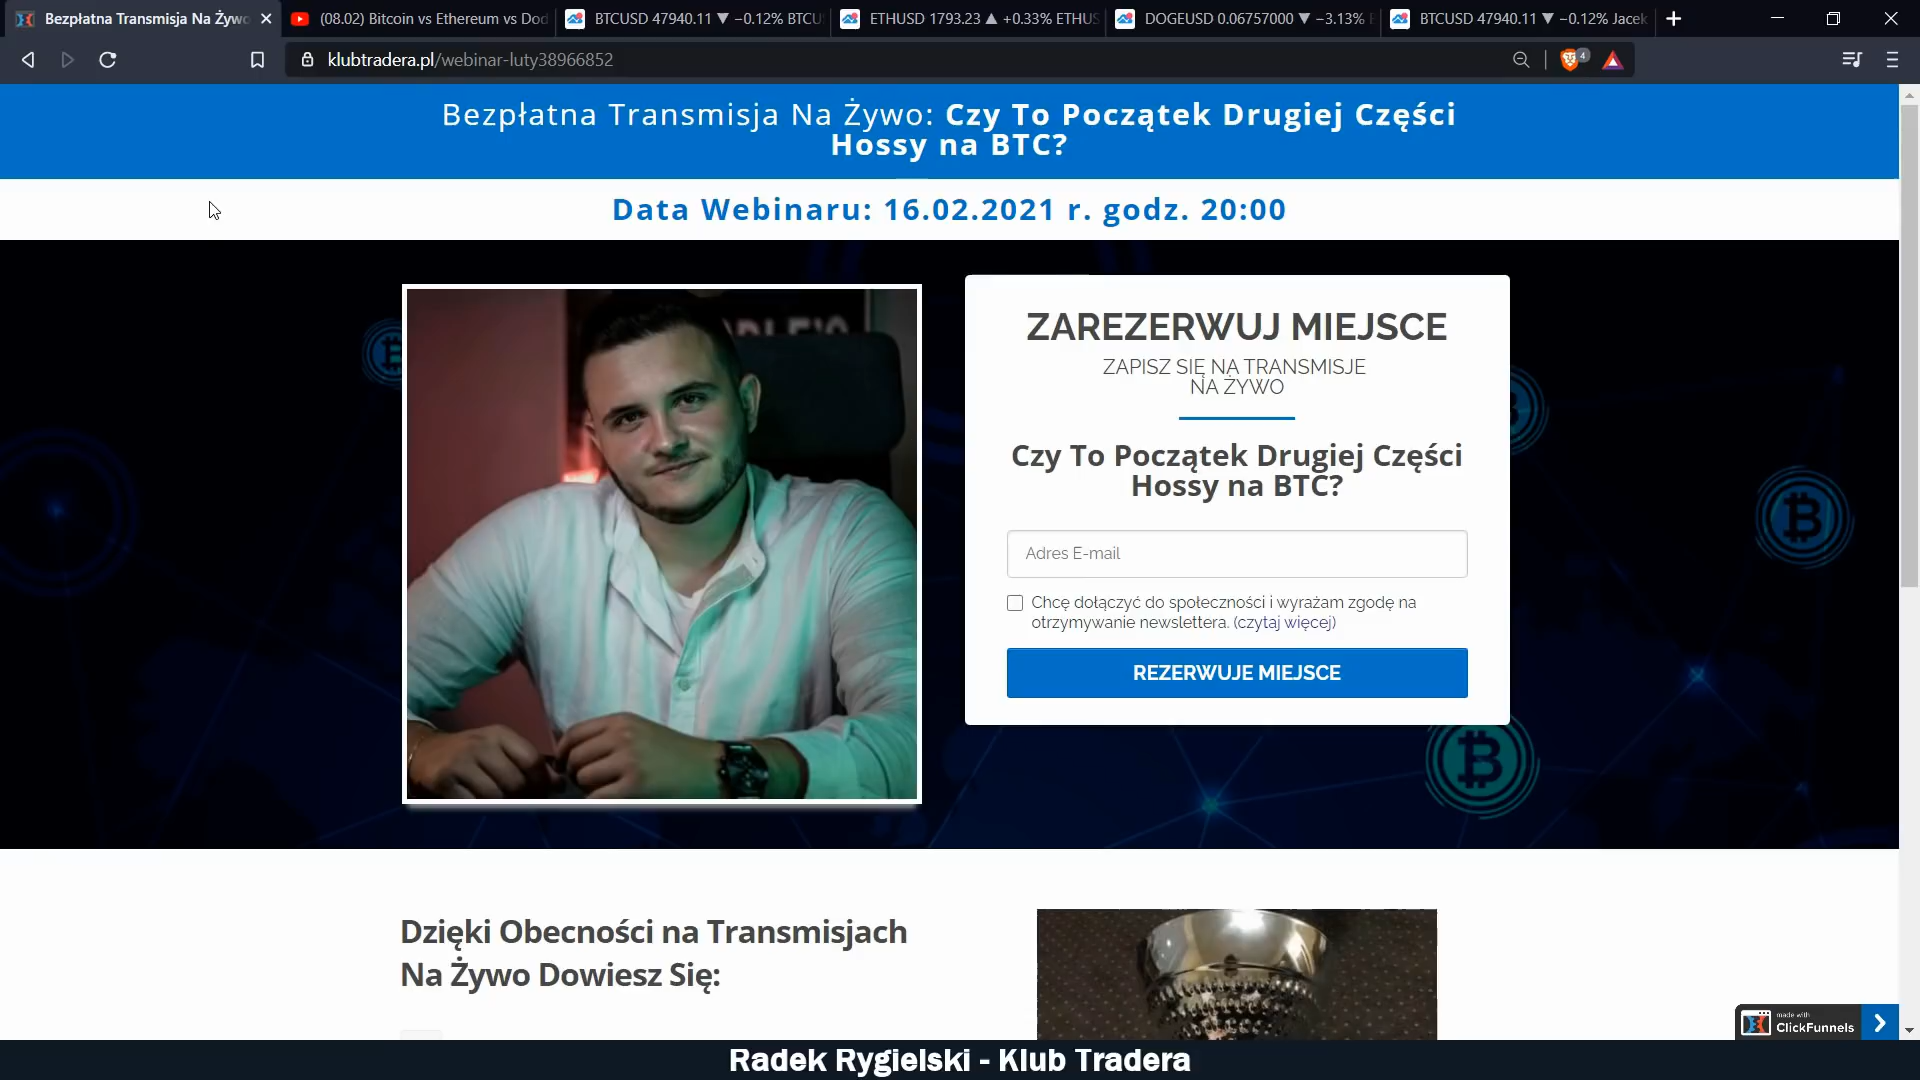 Bezpłatna Transmisja Na Żywo
(08.02) Bitcoin vs Ethereum vs Dod
BTCUSD 47940.11 ▼ −0.12% BTCU
ETHUSD 1793.23 ▲ +0.33% ETHUS
DOGEUSD 0.06757000 ▼ −3.13%
BTCUSD 47940.11 ▼ −0.12% Jacek
klubtradera.pl/webinar-luty38966852
4
Bezpłatna Transmisja Na Żywo: Czy To Początek Drugiej Części
Hossy na BTC?
Data Webinaru: 16.02.2021 r. godz. 20:00
ZAREZERWUJ MIEJSCE
ZAPISZ SIĘ NA TRANSMISJE
NA ŻYWO
Czy To Początek Drugiej Części
Hossy na BTC?
Adres E-mail
Chcę dołączyć do społeczności i wyrażam zgodę na
otrzymywanie newslettera. (czytaj więcej)
REZERWUJE MIEJSCE
Dzięki Obecności na Transmisjach
Na Żywo Dowiesz Się:
made with
ClickFunnels
Radek Rygielski - Klub Tradera